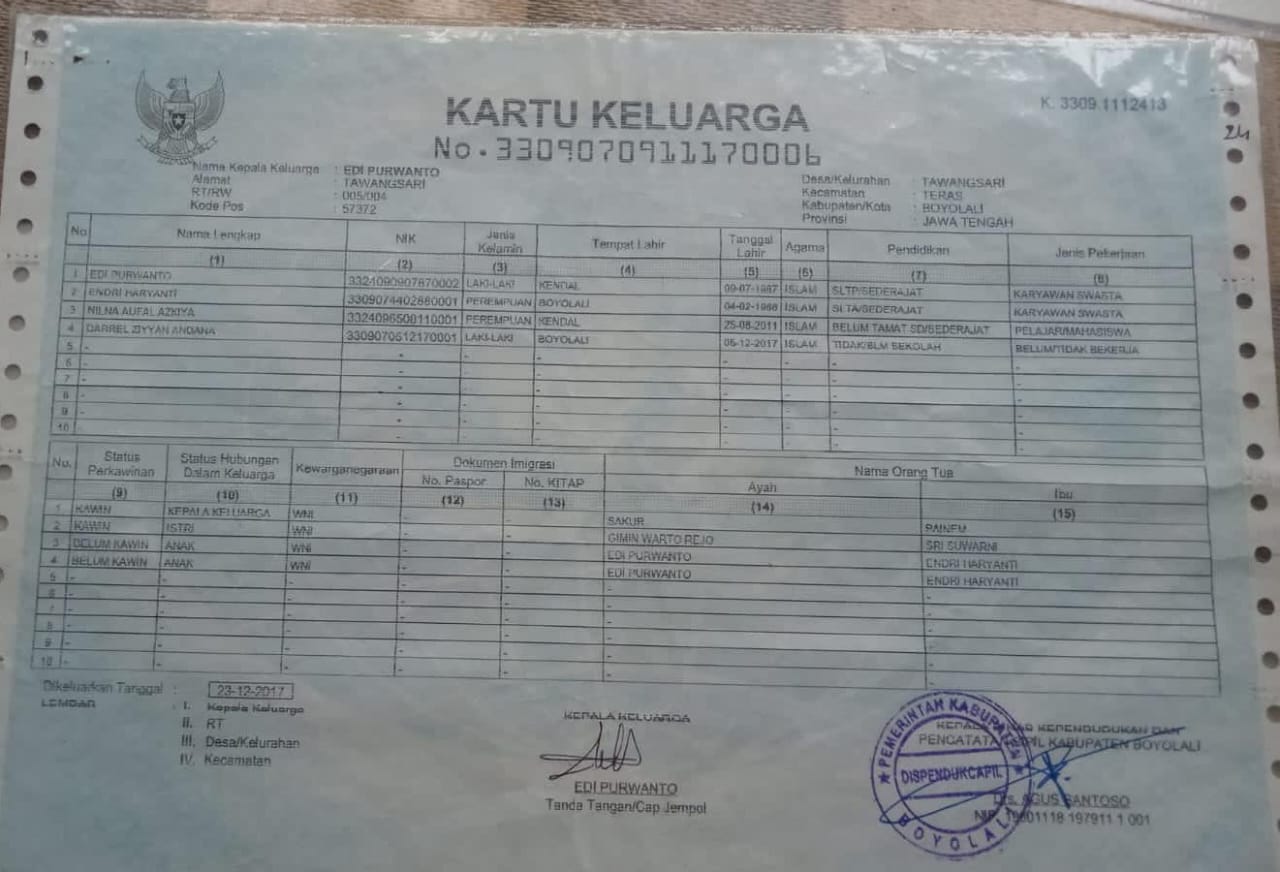 K. 3309.1112413
24
KARTU KELUARGA
No. 3309070911170006
Nama Kepala Keluarga : EDI PURWANTO
Alamat : TAWANGSARI
RT/RW : 005/004
Kode Pos : 57372
Desa/Kelurahan : TAWANGSARI
Kecamatan : TERAS
Kabupaten/Kota : BOYOLALI
Provinsi : JAWA TENGAH
No Nama Lengkap NIK Jenis Kelamin Tempat Lahir Tanggal Lahir Agama Pendidikan Jenis Pekerjaan
(1) (2) (3) (4) (5) (6) (7) (8)
1 EDI PURWANTO 3324090907870002 LAKI-LAKI KENDAL 09-07-1987 ISLAM SLTP/SEDERAJAT KARYAWAN SWASTA
2 ENDRI HARYANTI 3309074402880001 PEREMPUAN BOYOLALI 04-02-1988 ISLAM SLTA/SEDERAJAT KARYAWAN SWASTA
3 NILNA AUFAL AZKIYA 3324096508110001 PEREMPUAN KENDAL 25-08-2011 ISLAM BELUM TAMAT SD/SEDERAJAT PELAJAR/MAHASISWA
4 DARREL ZIYYAN ANDANA 3309070512170001 LAKI-LAKI BOYOLALI 05-12-2017 ISLAM TIDAK/BLM SEKOLAH BELUM/TIDAK BEKERJA
5 - - - - - - - -
6 - - - - - - - -
7 - - - - - - - -
8 - - - - - - - -
9 - - - - - - - -
10 - - - - - - - -
No. Status Perkawinan Status Hubungan Dalam Keluarga Kewarganegaraan Dokumen Imigrasi Nama Orang Tua
No. Paspor No. KITAP Ayah Ibu
(9) (10) (11) (12) (13) (14) (15)
1 KAWIN KEPALA KELUARGA WNI - - SAKUR PAINEM
2 KAWIN ISTRI WNI - - GIMIN WARTO REJO SRI SUWARNI
3 BELUM KAWIN ANAK WNI - - EDI PURWANTO ENDRI HARYANTI
4 BELUM KAWIN ANAK WNI - - EDI PURWANTO ENDRI HARYANTI
5 - - - - - - -
6 - - - - - - -
7 - - - - - - -
8 - - - - - - -
9 - - - - - - -
10 - - - - - - -
Dikeluarkan Tanggal : 23-12-2017
LEMBAR : I. Kepala Keluarga
II. RT
III. Desa/Kelurahan
IV. Kecamatan
KEPALA KELUARGA
EDI PURWANTO
Tanda Tangan/Cap Jempol
KEPALA KEPENDUDUKAN DAN
KABUPATEN BOYOLALI
PEMERINTAH KABUPATEN
DISPENDUKCAPIL
BOYOLALI
Drs. AGUS SANTOSO
197911 1 001